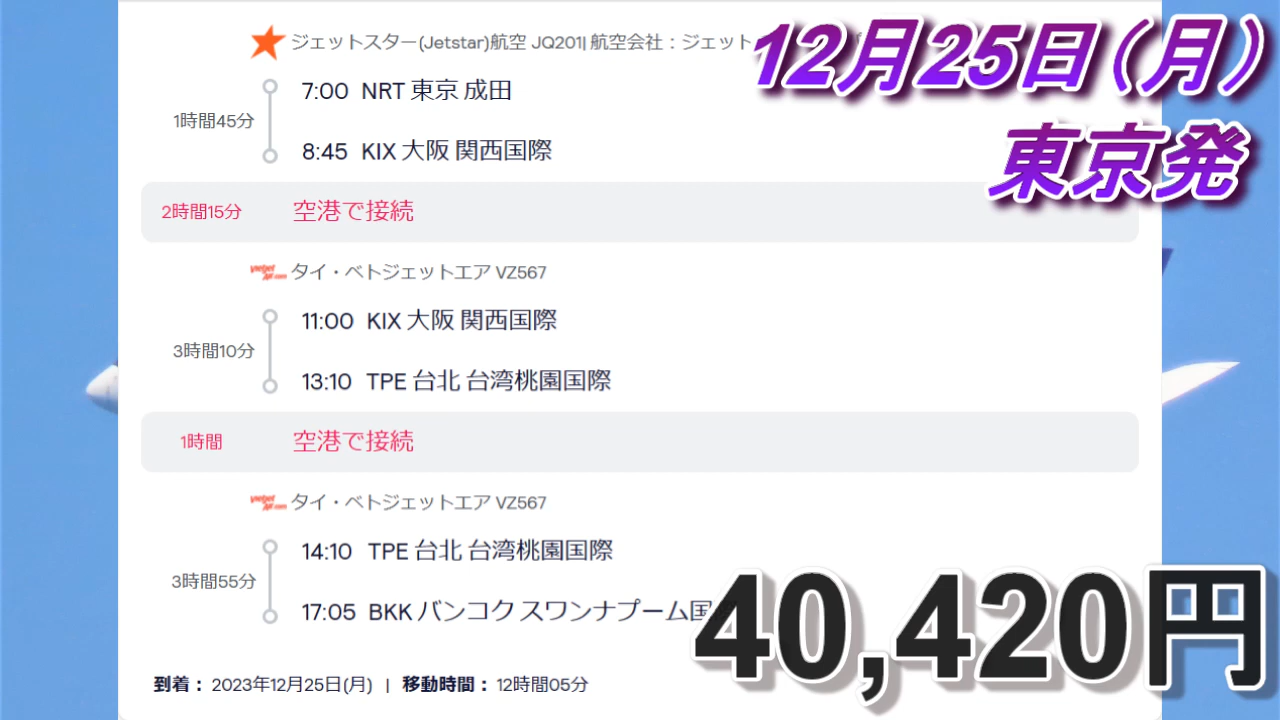 ジェットスター(Jetstar)航空 JQ201| 航空会社：ジェット
12月25日（月）
東京発
7:00 NRT 東京 成田
1時間45分
8:45 KIX 大阪 関西国際
2時間15分 空港で接続
タイ・ベトジェットエア VZ567
11:00 KIX 大阪 関西国際
3時間10分
13:10 TPE 台北 台湾桃園国際
1時間 空港で接続
タイ・ベトジェットエア VZ567
14:10 TPE 台北 台湾桃園国際
3時間55分
17:05 BKK バンコク スワンナプーム国
40,420円
到着： 2023年12月25日(月) | 移動時間： 12時間05分